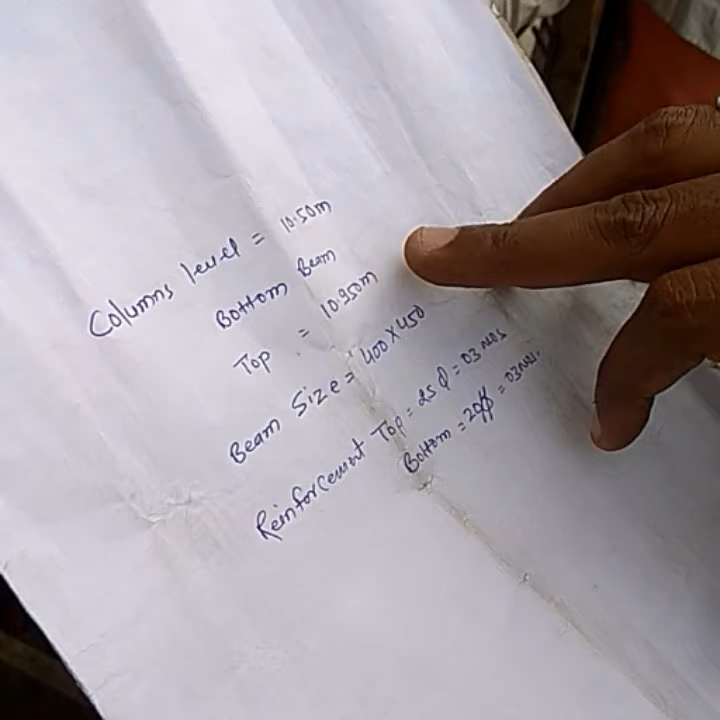 Columns level = 10.50m
Bottom Beam
Top = 10.950m
Beam Size = 400 X 450
Reinforcement Top = 25 ϕ = 03 nos
Bottom = 20 ϕ = 03 nos.